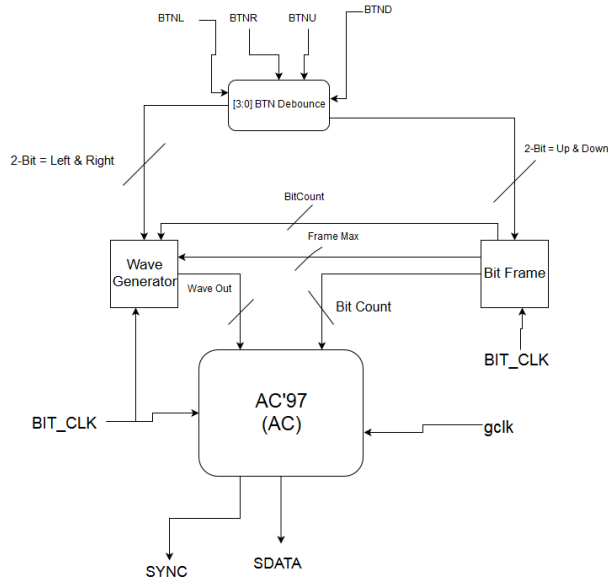 BTNL
BTNR
BTNU
BTND
[3:0] BTN Debounce
2-Bit = Left & Right
2-Bit = Up & Down
BitCount
Frame Max
Wave
Generator
Bit Frame
Wave Out
Bit Count
BIT_CLK
AC'97
(AC)
BIT_CLK
gclk
SYNC
SDATA